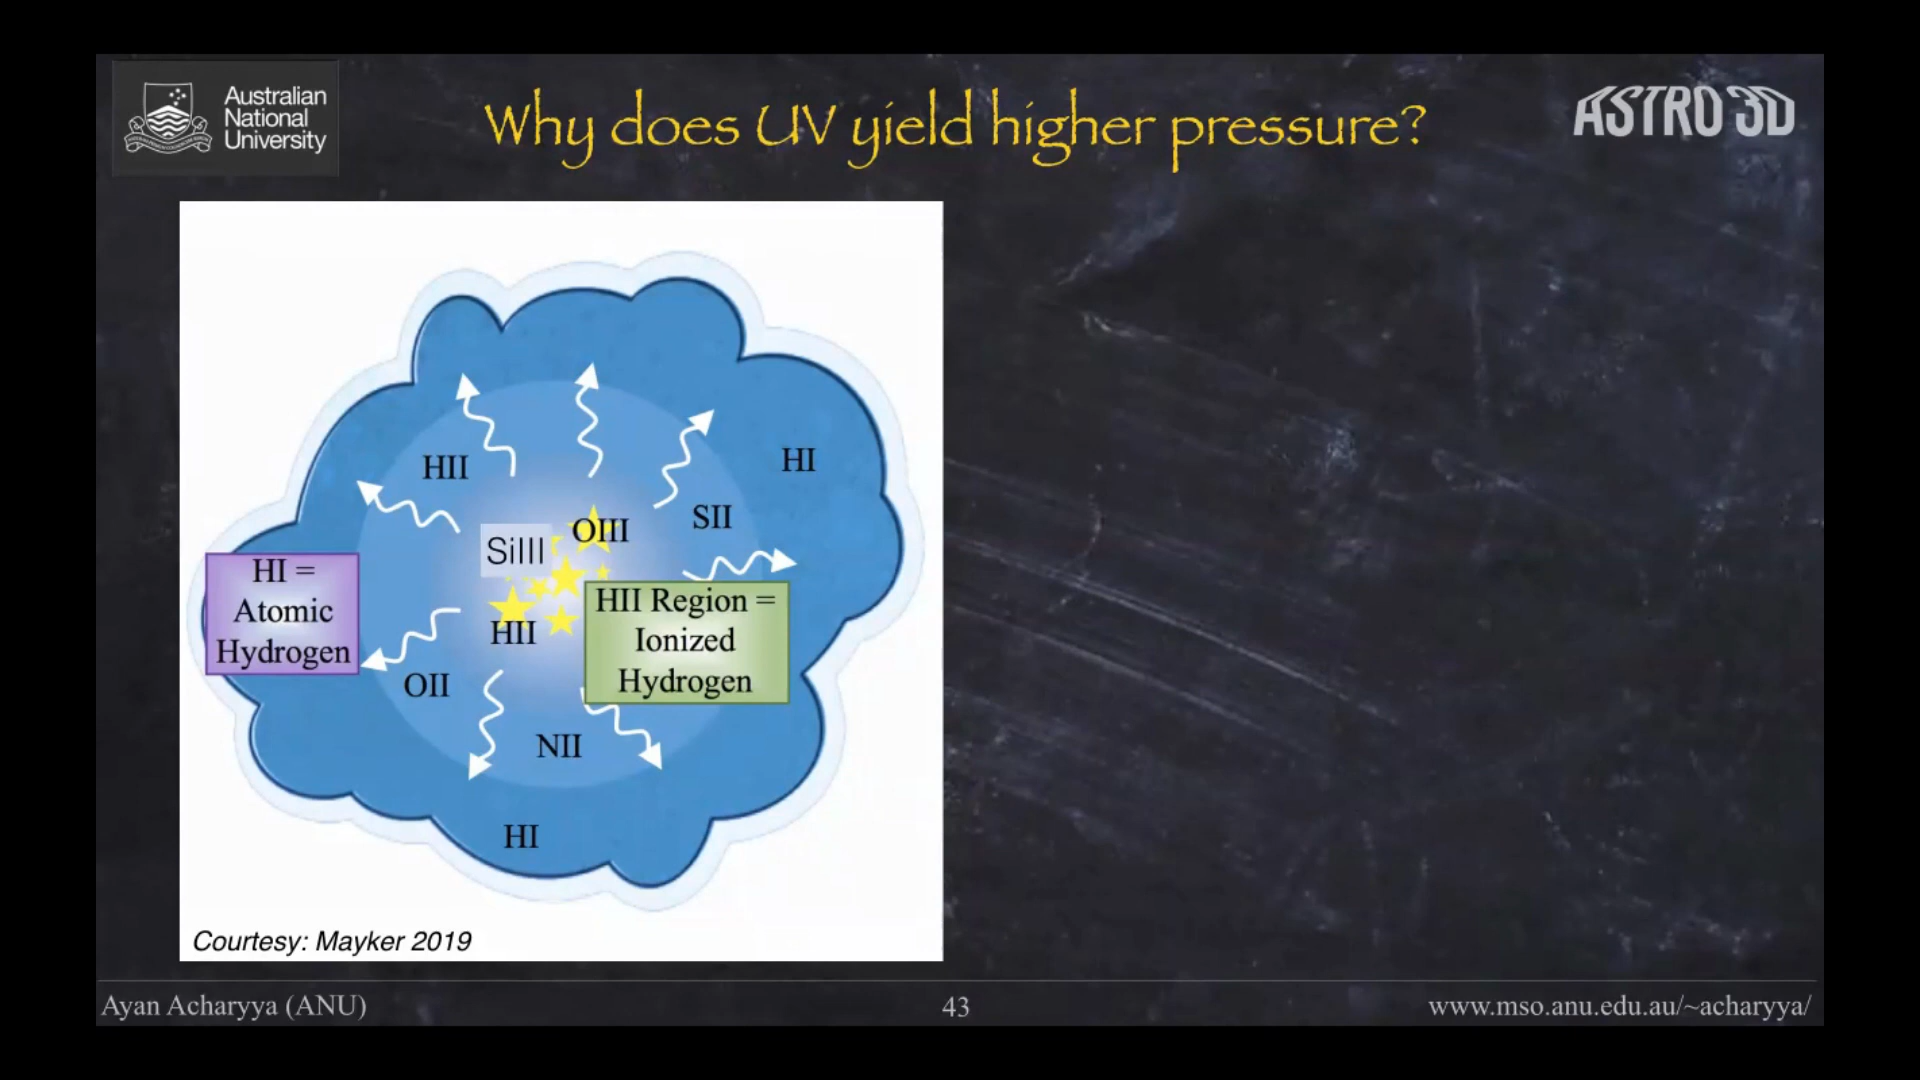 Australian
National
University
Why does UV yield higher pressure?
ASTRO 3D
HII
HI
SII
OIII
SiIII
HI =
Atomic
Hydrogen
HII Region =
Ionized
Hydrogen
HII
OII
NII
HI
Courtesy: Mayker 2019
Ayan Acharyya (ANU)
43
www.mso.anu.edu.au/~acharyya/